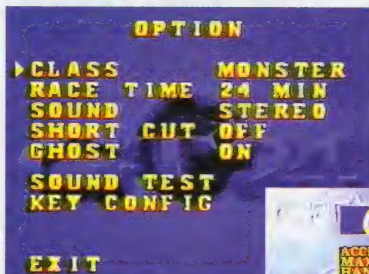 OPTION
CLASS MONSTER
RACE TIME 24 MIN
SOUND STEREO
SHORT CUT OFF
GHOST ON
SOUND TEST
KEY CONFIG
EXIT